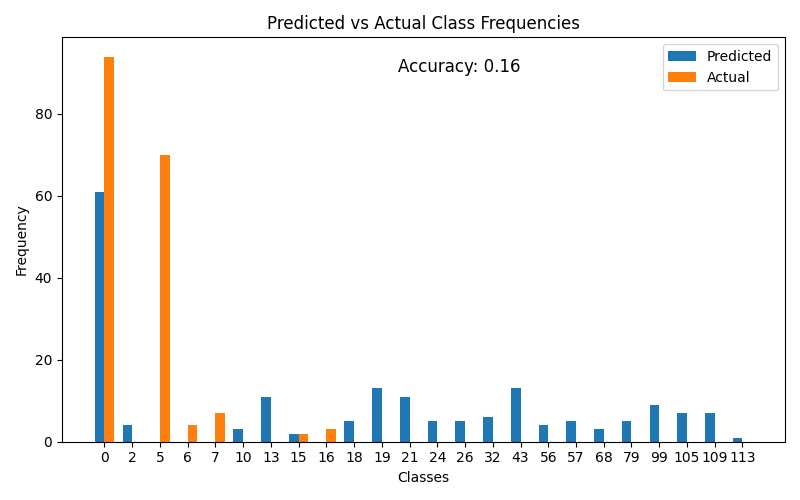 Predicted vs Actual Class Frequencies
Accuracy: 0.16
Predicted
Actual
Frequency
80
60
40
20
0
0 2 5 6 7 10 13 15 16 18 19 21 24 26 32 43 56 57 68 79 99 105 109 113
Classes